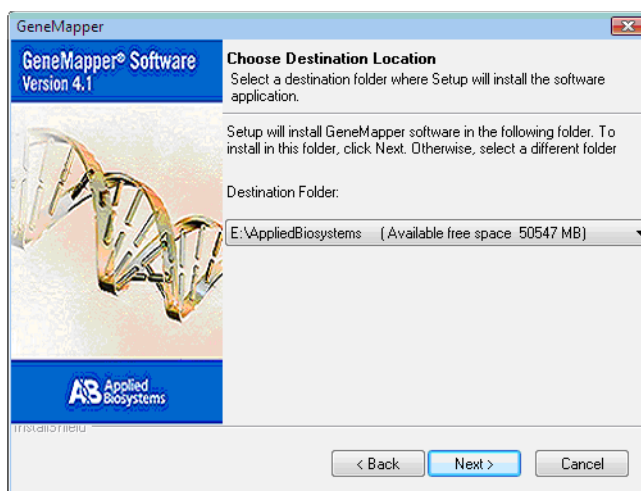 GeneMapper
GeneMapper® Software
Version 4.1
Choose Destination Location
Select a destination folder where Setup will install the software
application.
Setup will install GeneMapper software in the following folder. To
install in this folder, click Next. Otherwise, select a different folder
Destination Folder:
E:\AppliedBiosystems (Available free space 50547 MB)
AB Applied
Biosystems
InstallShield
< Back
Next >
Cancel